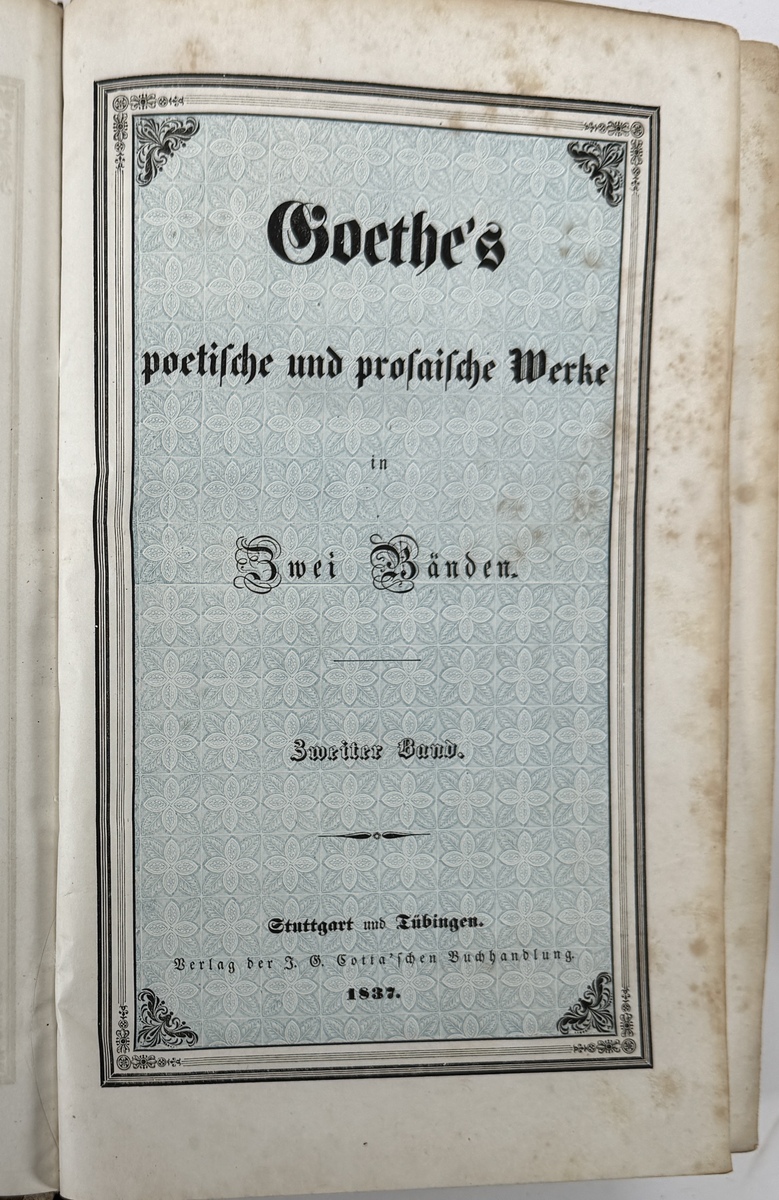 Goethe's
poetiſche und proſaiſche Werke
in
Zwei Bänden.
Zweiter Band.
Stuttgart und Tübingen.
Verlag der J. G. Cotta'ſchen Buchhandlung.
1837.